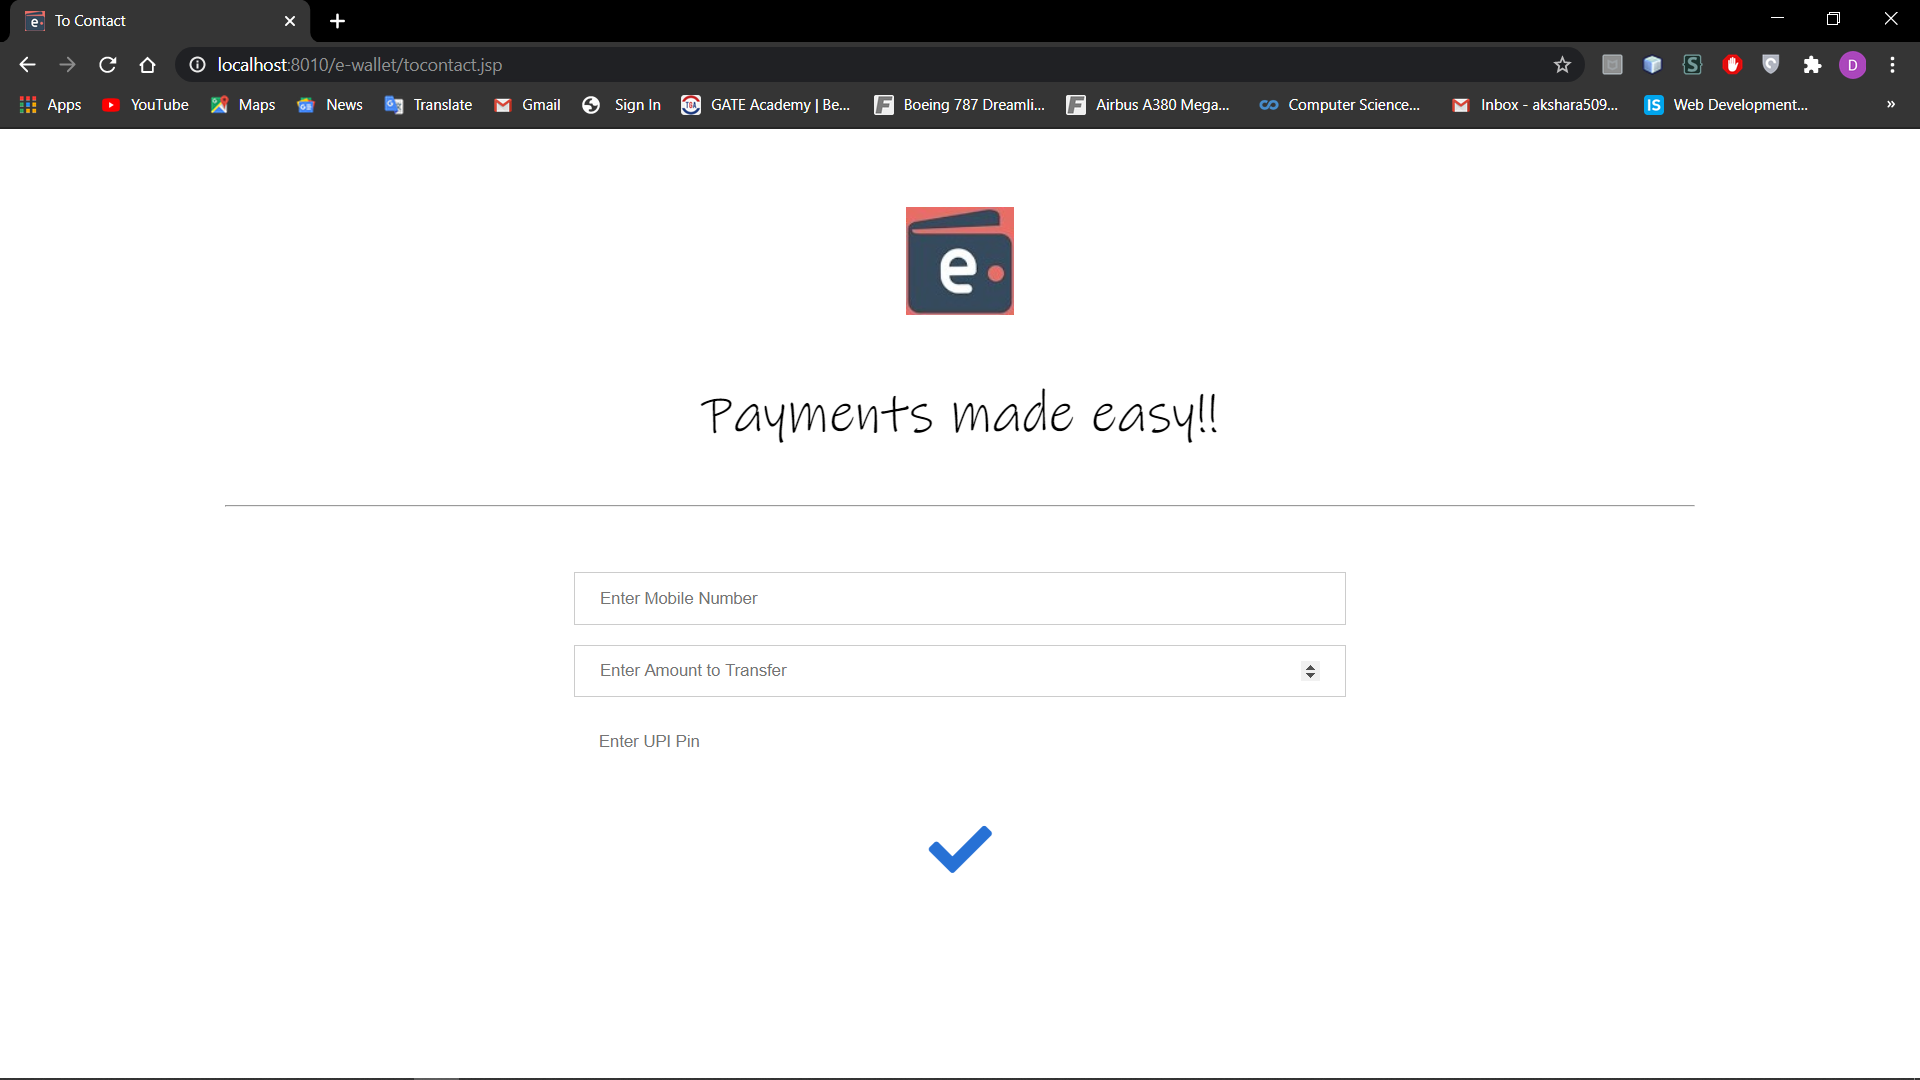 To Contact
localhost:8010/e-wallet/tocontact.jsp
D
Apps YouTube Maps News Translate Gmail Sign In GATE Academy | Be... Boeing 787 Dreamli... Airbus A380 Mega... Computer Science... Inbox - akshara509... IS Web Development... »
e
Payments made easy!!
Enter Mobile Number
Enter Amount to Transfer
Enter UPI Pin